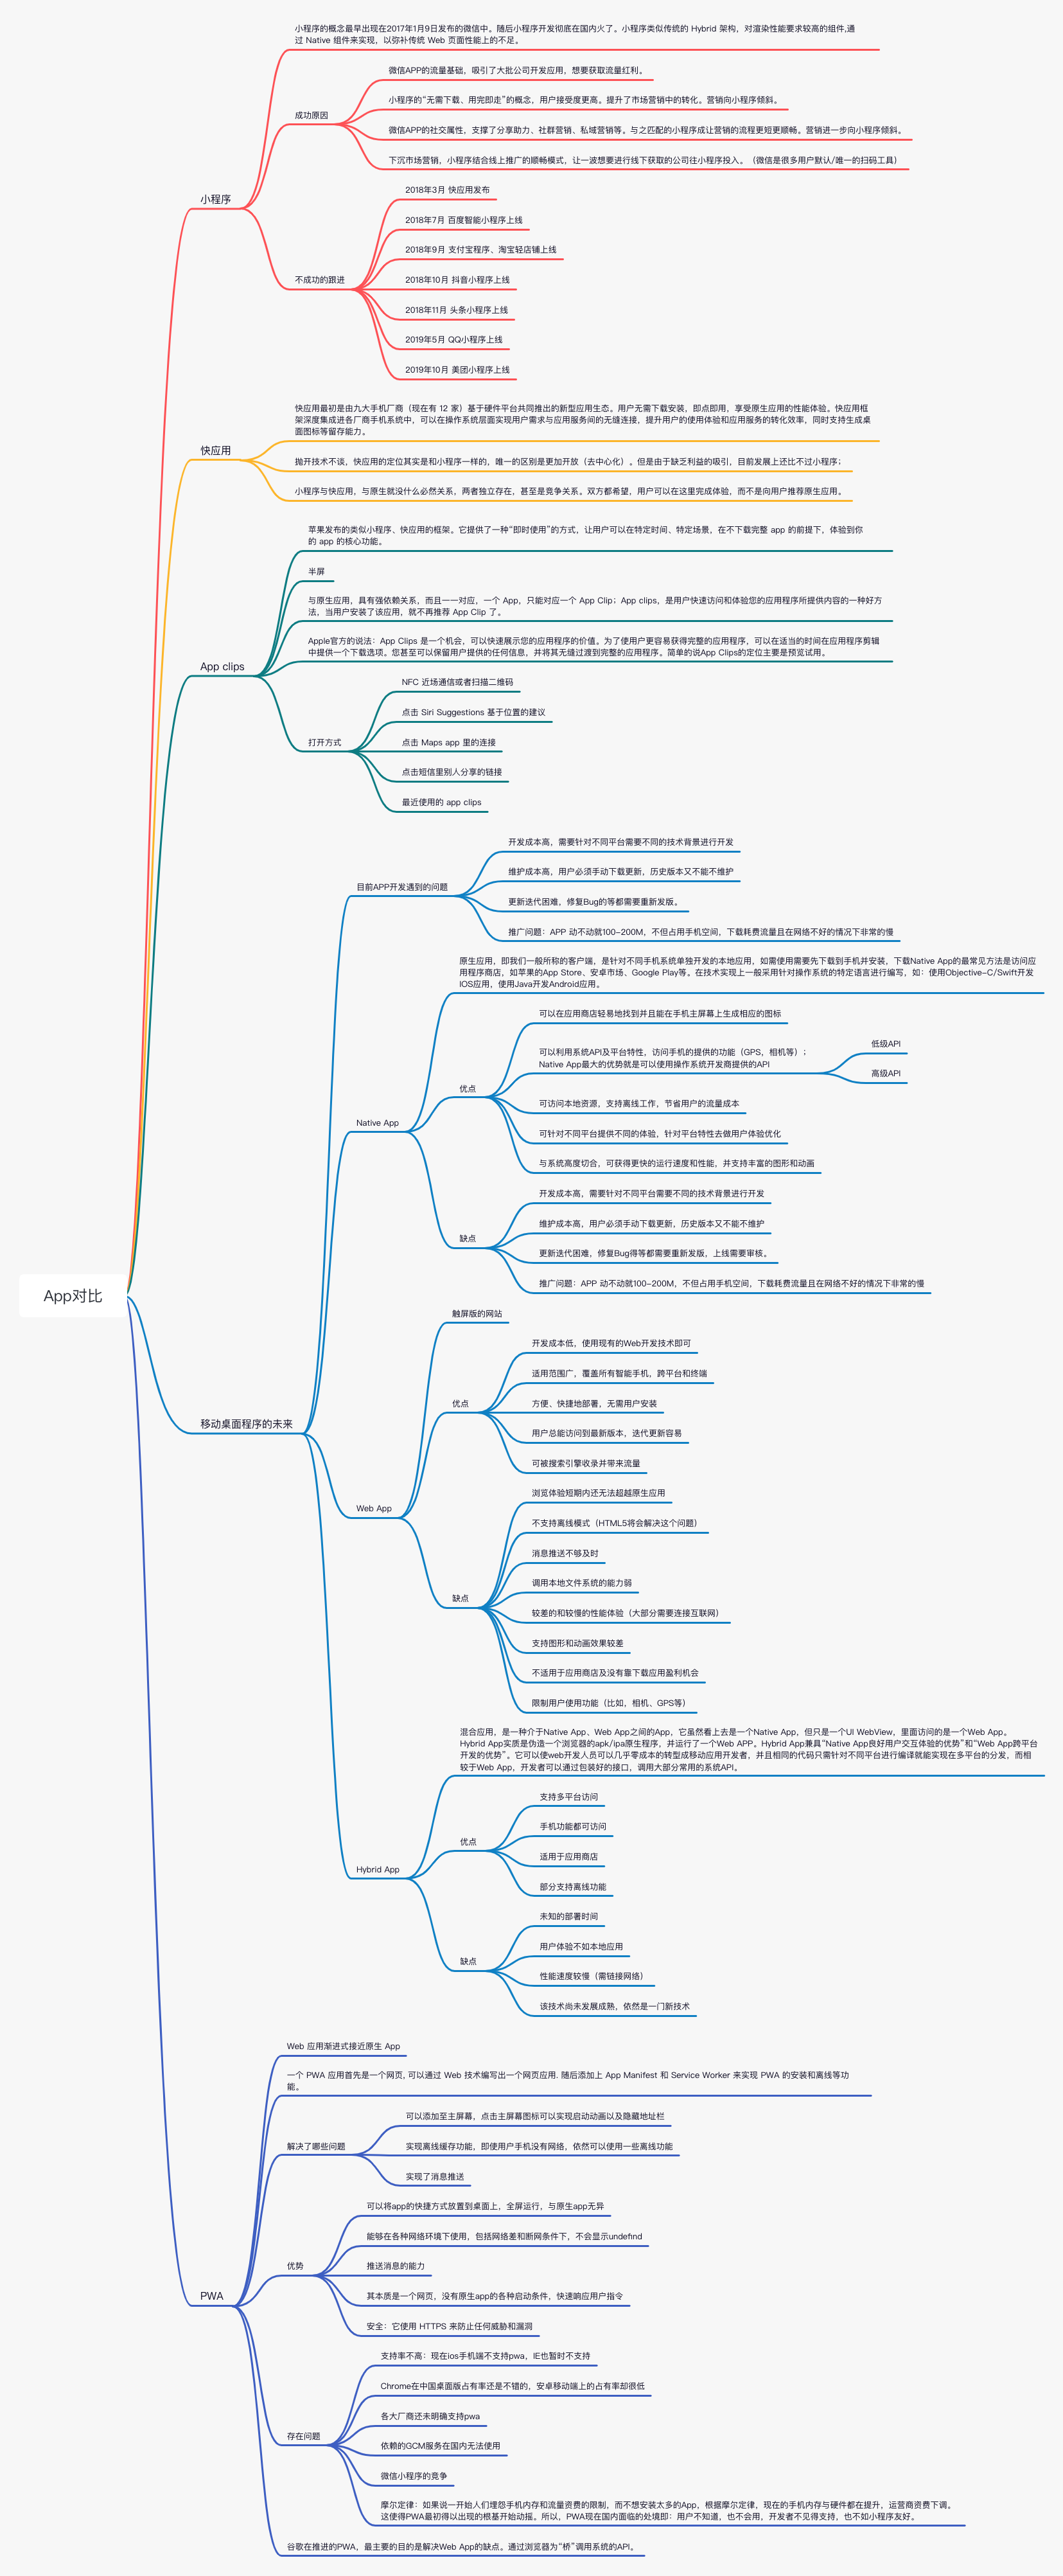 App对比
小程序
小程序的概念最早出现在2017年1月9日发布的微信中。随后小程序开发彻底在国内火了。小程序类似传统的 Hybrid 架构，对渲染性能要求较高的组件,通
过 Native 组件来实现，以弥补传统 Web 页面性能上的不足。
成功原因
微信APP的流量基础，吸引了大批公司开发应用，想要获取流量红利。
小程序的“无需下载、用完即走”的概念，用户接受度更高。提升了市场营销中的转化。营销向小程序倾斜。
微信APP的社交属性，支撑了分享助力、社群营销、私域营销等。与之匹配的小程序成让营销的流程更短更顺畅。营销进一步向小程序倾斜。
下沉市场营销，小程序结合线上推广的顺畅模式，让一波想要进行线下获取的公司往小程序投入。（微信是很多用户默认/唯一的扫码工具）
不成功的跟进
2018年3月 快应用发布
2018年7月 百度智能小程序上线
2018年9月 支付宝程序、淘宝轻店铺上线
2018年10月 抖音小程序上线
2018年11月 头条小程序上线
2019年5月 QQ小程序上线
2019年10月 美团小程序上线
快应用
快应用最初是由九大手机厂商（现在有 12 家）基于硬件平台共同推出的新型应用生态。用户无需下载安装，即点即用，享受原生应用的性能体验。快应用框
架深度集成进各厂商手机系统中，可以在操作系统层面实现用户需求与应用服务间的无缝连接，提升用户的使用体验和应用服务的转化效率，同时支持生成桌
面图标等留存能力。
抛开技术不谈，快应用的定位其实是和小程序一样的，唯一的区别是更加开放（去中心化）。但是由于缺乏利益的吸引，目前发展上还比不过小程序；
小程序与快应用，与原生就没什么必然关系，两者独立存在，甚至是竞争关系。双方都希望，用户可以在这里完成体验，而不是向用户推荐原生应用。
App clips
苹果发布的类似小程序、快应用的框架。它提供了一种“即时使用”的方式，让用户可以在特定时间、特定场景，在不下载完整 app 的前提下，体验到你
的 app 的核心功能。
半屏
与原生应用，具有强依赖关系，而且一一对应，一个 App，只能对应一个 App Clip；App clips，是用户快速访问和体验您的应用程序所提供内容的一种好方
法，当用户安装了该应用，就不再推荐 App Clip 了。
Apple官方的说法：App Clips 是一个机会，可以快速展示您的应用程序的价值。为了使用户更容易获得完整的应用程序，可以在适当的时间在应用程序剪辑
中提供一个下载选项。您甚至可以保留用户提供的任何信息，并将其无缝过渡到完整的应用程序。简单的说App Clips的定位主要是预览试用。
打开方式
NFC 近场通信或者扫描二维码
点击 Siri Suggestions 基于位置的建议
点击 Maps app 里的连接
点击短信里别人分享的链接
最近使用的 app clips
移动桌面程序的未来
目前APP开发遇到的问题
开发成本高，需要针对不同平台需要不同的技术背景进行开发
维护成本高，用户必须手动下载更新，历史版本又不能不维护
更新迭代困难，修复Bug的等都需要重新发版。
推广问题：APP 动不动就100-200M，不但占用手机空间，下载耗费流量且在网络不好的情况下非常的慢
Native App
原生应用，即我们一般所称的客户端，是针对不同手机系统单独开发的本地应用，如需使用需要先下载到手机并安装，下载Native App的最常见方法是访问应
用程序商店，如苹果的App Store、安卓市场、Google Play等。在技术实现上一般采用针对操作系统的特定语言进行编写，如：使用Objective-C/Swift开发
IOS应用，使用Java开发Android应用。
优点
可以在应用商店轻易地找到并且能在手机主屏幕上生成相应的图标
可以利用系统API及平台特性，访问手机的提供的功能（GPS，相机等）；
Native App最大的优势就是可以使用操作系统开发商提供的API
低级API
高级API
可访问本地资源，支持离线工作，节省用户的流量成本
可针对不同平台提供不同的体验，针对平台特性去做用户体验优化
与系统高度切合，可获得更快的运行速度和性能，并支持丰富的图形和动画
缺点
开发成本高，需要针对不同平台需要不同的技术背景进行开发
维护成本高，用户必须手动下载更新，历史版本又不能不维护
更新迭代困难，修复Bug得等都需要重新发版，上线需要审核。
推广问题：APP 动不动就100-200M，不但占用手机空间，下载耗费流量且在网络不好的情况下非常的慢
Web App
触屏版的网站
优点
开发成本低，使用现有的Web开发技术即可
适用范围广，覆盖所有智能手机，跨平台和终端
方便、快捷地部署，无需用户安装
用户总能访问到最新版本，迭代更新容易
可被搜索引擎收录并带来流量
缺点
浏览体验短期内还无法超越原生应用
不支持离线模式（HTML5将会解决这个问题）
消息推送不够及时
调用本地文件系统的能力弱
较差的和较慢的性能体验（大部分需要连接互联网）
支持图形和动画效果较差
不适用于应用商店及没有靠下载应用盈利机会
限制用户使用功能（比如，相机、GPS等）
Hybrid App
混合应用，是一种介于Native App、Web App之间的App，它虽然看上去是一个Native App，但只是一个UI WebView，里面访问的是一个Web App。
Hybrid App实质是伪造一个浏览器的apk/ipa原生程序，并运行了一个Web APP。Hybrid App兼具“Native App良好用户交互体验的优势”和“Web App跨平台
开发的优势”。它可以使web开发人员可以几乎零成本的转型成移动应用开发者，并且相同的代码只需针对不同平台进行编译就能实现在多平台的分发，而相
较于Web App，开发者可以通过包装好的接口，调用大部分常用的系统API。
优点
支持多平台访问
手机功能都可访问
适用于应用商店
部分支持离线功能
缺点
未知的部署时间
用户体验不如本地应用
性能速度较慢（需链接网络）
该技术尚未发展成熟，依然是一门新技术
PWA
Web 应用渐进式接近原生 App
一个 PWA 应用首先是一个网页, 可以通过 Web 技术编写出一个网页应用. 随后添加上 App Manifest 和 Service Worker 来实现 PWA 的安装和离线等功
能。
解决了哪些问题
可以添加至主屏幕，点击主屏幕图标可以实现启动动画以及隐藏地址栏
实现离线缓存功能，即使用户手机没有网络，依然可以使用一些离线功能
实现了消息推送
优势
可以将app的快捷方式放置到桌面上，全屏运行，与原生app无异
能够在各种网络环境下使用，包括网络差和断网条件下，不会显示undefind
推送消息的能力
其本质是一个网页，没有原生app的各种启动条件，快速响应用户指令
安全：它使用 HTTPS 来防止任何威胁和漏洞
存在问题
支持率不高：现在ios手机端不支持pwa，IE也暂时不支持
Chrome在中国桌面版占有率还是不错的，安卓移动端上的占有率却很低
各大厂商还未明确支持pwa
依赖的GCM服务在国内无法使用
微信小程序的竞争
摩尔定律：如果说一开始人们埋怨手机内存和流量资费的限制，而不想安装太多的App，根据摩尔定律，现在的手机内存与硬件都在提升，运营商资费下调。
这使得PWA最初得以出现的根基开始动摇。所以，PWA现在国内面临的处境即：用户不知道，也不会用，开发者不见得支持，也不如小程序友好。
谷歌在推进的PWA，最主要的目的是解决Web App的缺点。通过浏览器为“桥”调用系统的API。